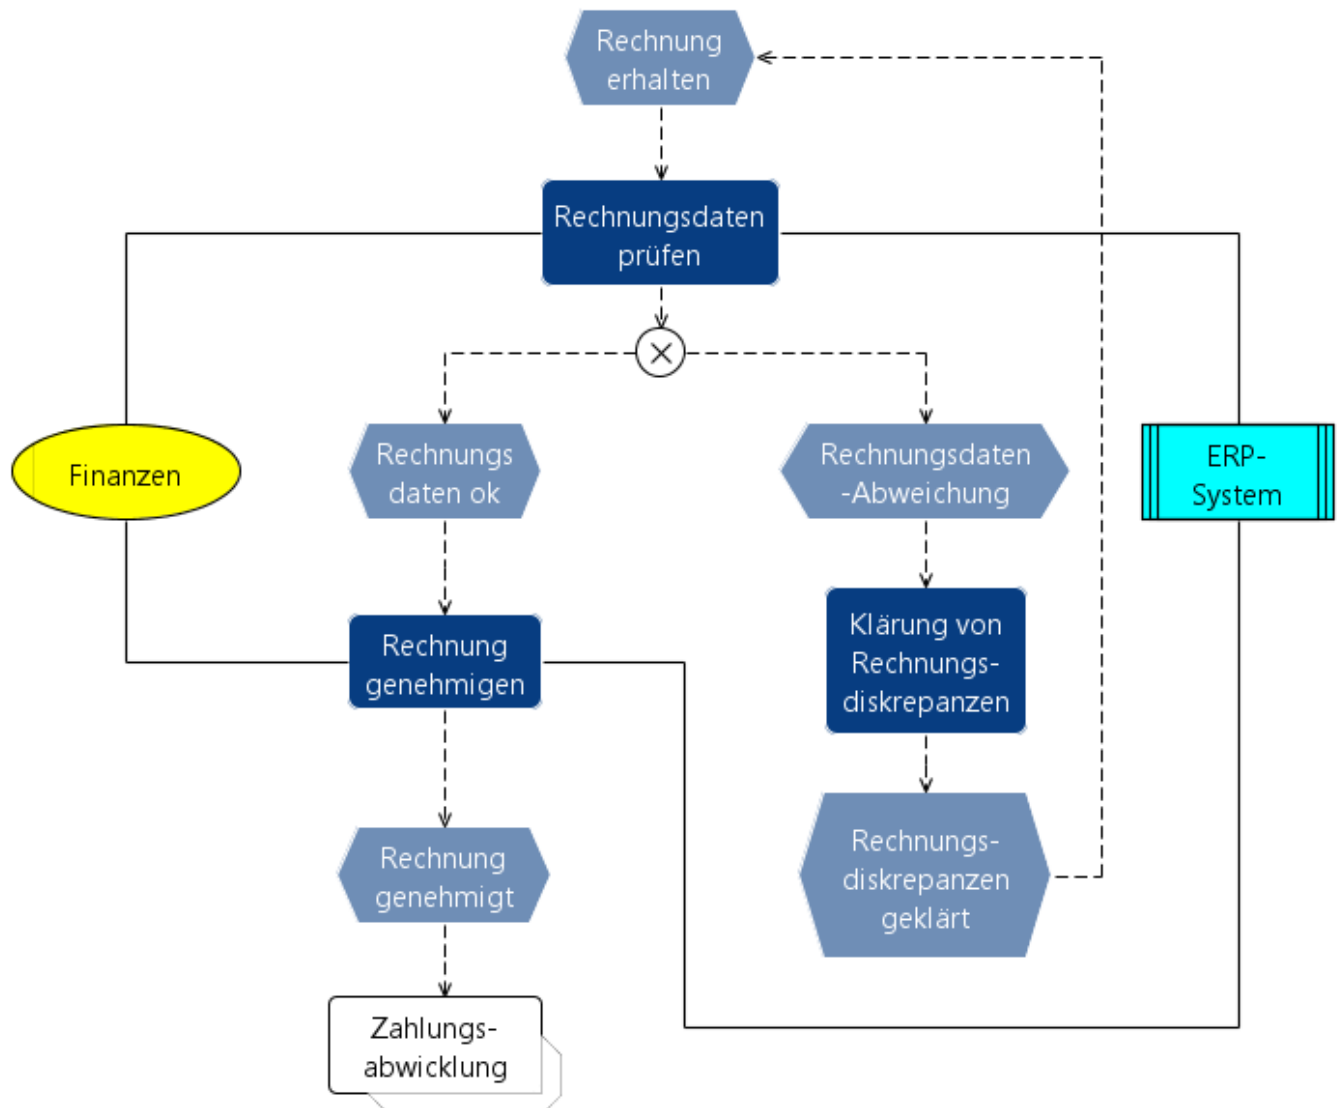 Rechnung
erhalten
Rechnungsdaten
prüfen
Finanzen
Rechnungs
daten ok
Rechnungsdaten
-Abweichung
ERP-
System
Rechnung
genehmigen
Klärung von
Rechnungs-
diskrepanzen
Rechnung
genehmigt
Rechnungs-
diskrepanzen
geklärt
Zahlungs-
abwicklung